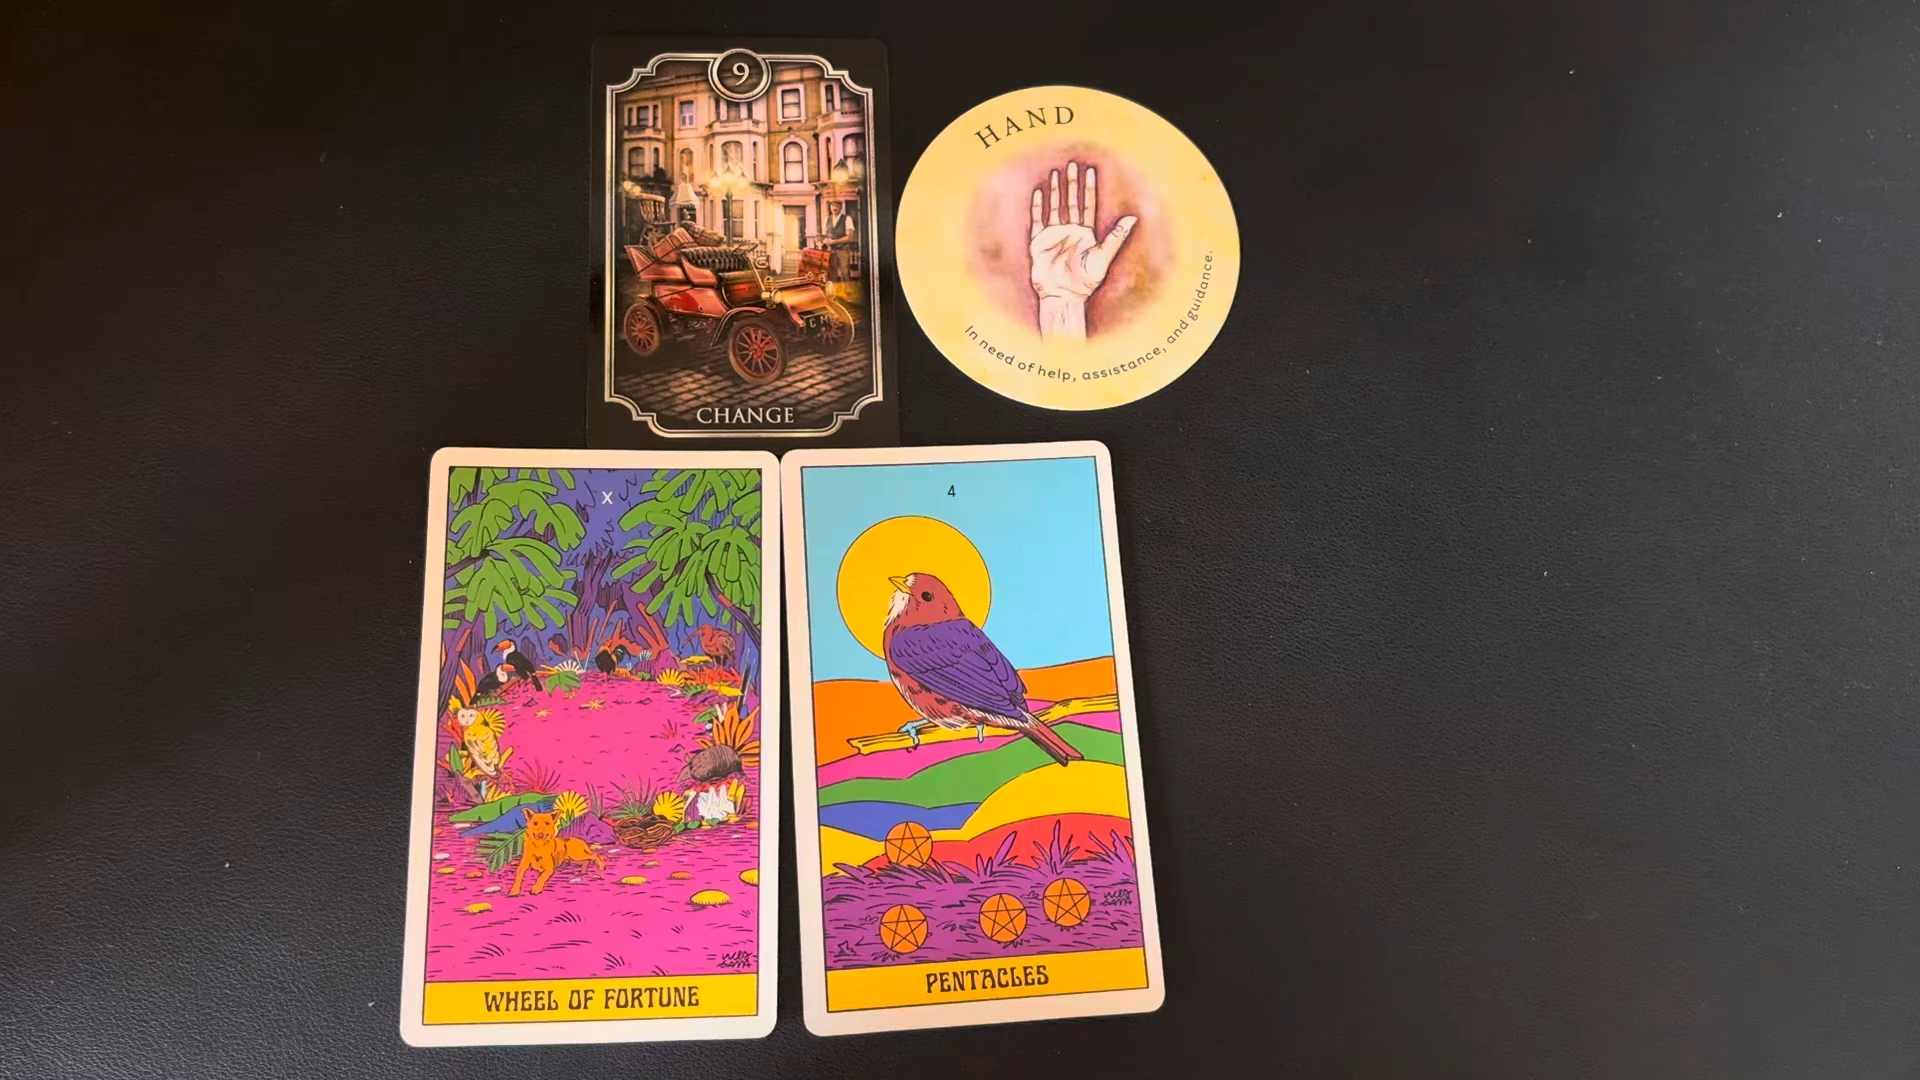 9
CHANGE
HAND
In need of help, assistance, and guidance.
X
WHEEL OF FORTUNE
4
PENTACLES